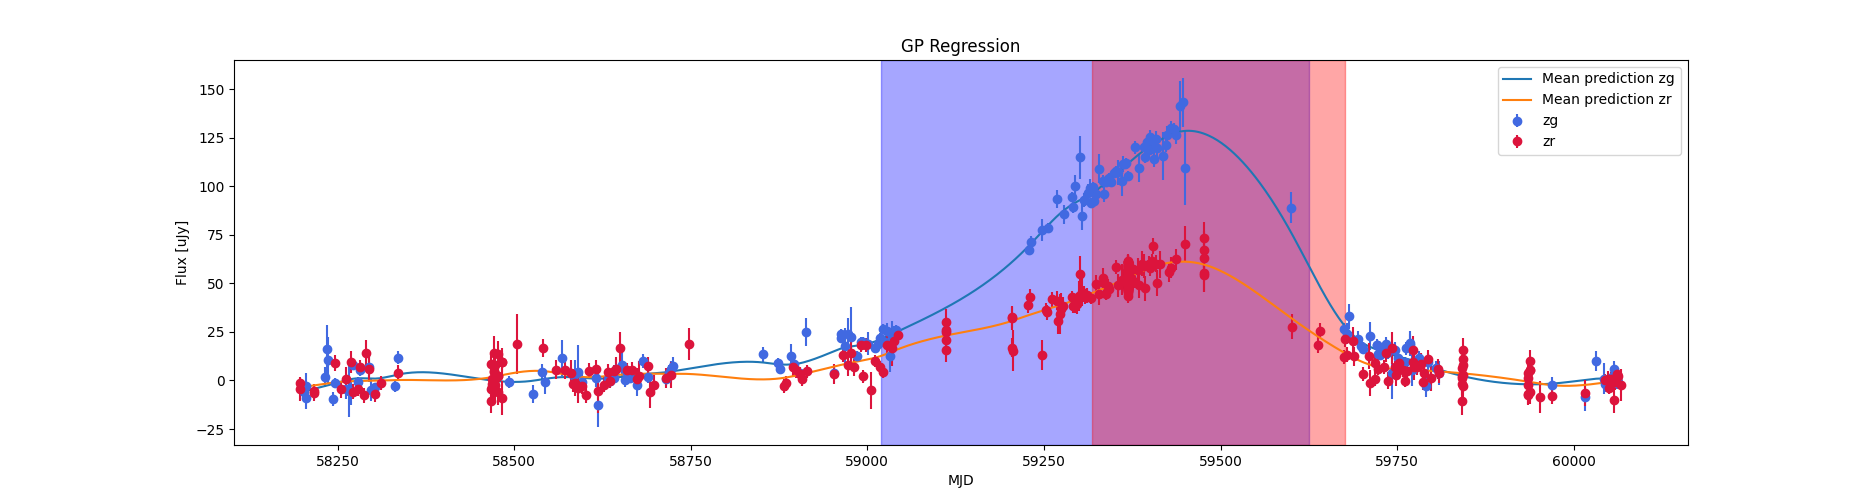 GP Regression
Flux [uJy]
150
125
100
75
50
25
0
−25
58250
58500
58750
59000
59250
59500
59750
60000
MJD
Mean prediction zg
Mean prediction zr
zg
zr